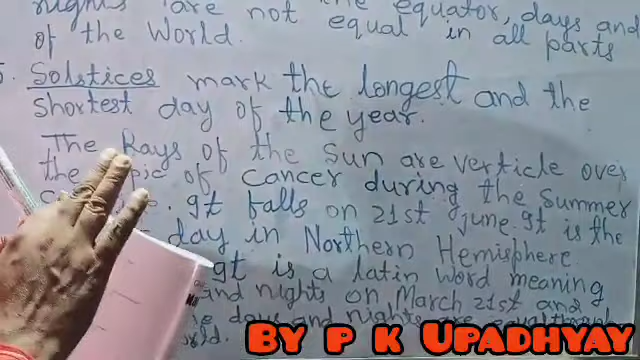 nights are not the equator, days and
of the World. equal in all parts
Solstices mark the longest and the
shortest day of the year.
The Rays of the Sun are verticle over
the of Cancer during the Summer
. It falls on 21st june. It is the
day in Northern Hemisphere.
It is a latin word meaning
and nights on March 21st and
days and nights are
BY P K UPADHYAY